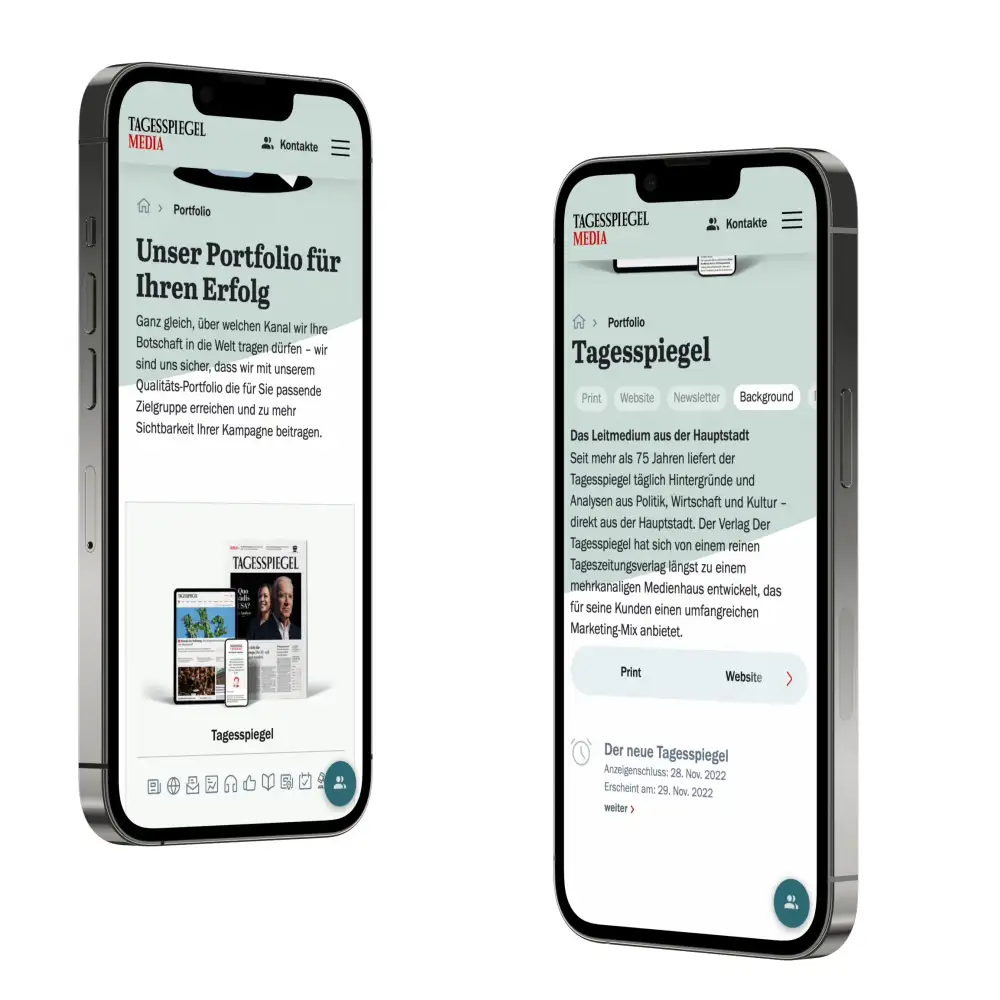 TAGESSPIEGEL
MEDIA
Kontakte
Portfolio
Unser Portfolio für
Ihren Erfolg
Ganz gleich, über welchen Kanal wir Ihre
Botschaft in die Welt tragen dürfen – wir
sind uns sicher, dass wir mit unserem
Qualitäts-Portfolio die für Sie passende
Zielgruppe erreichen und zu mehr
Sichtbarkeit Ihrer Kampagne beitragen.
TAGESSPIEGEL
USA?
TAGESSPIEGEL
Tagesspiegel
TAGESSPIEGEL
MEDIA
Kontakte
Portfolio
Tagesspiegel
Print Website Newsletter Background
Das Leitmedium aus der Hauptstadt
Seit mehr als 75 Jahren liefert der
Tagesspiegel täglich Hintergründe und
Analysen aus Politik, Wirtschaft und Kultur –
direkt aus der Hauptstadt. Der Verlag Der
Tagesspiegel hat sich von einem reinen
Tageszeitungsverlag längst zu einem
mehrkanaligen Medienhaus entwickelt, das
für seine Kunden einen umfangreichen
Marketing-Mix anbietet.
Print Website
Der neue Tagesspiegel
Anzeigenschluss: 28. Nov. 2022
Erscheint am: 29. Nov. 2022
weiter